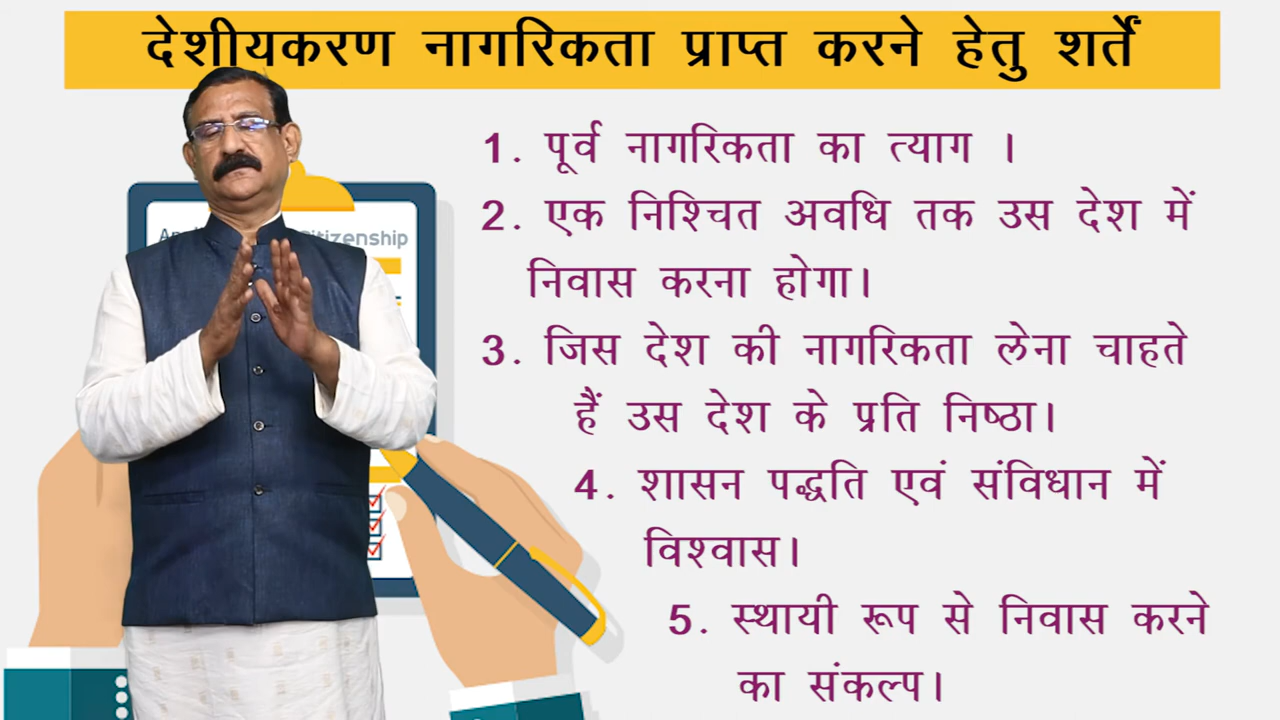 देशीयकरण नागरिकता प्राप्त करने हेतु शर्तें
1. पूर्व नागरिकता का त्याग ।
2. एक निश्चित अवधि तक उस देश में
निवास करना होगा।
3. जिस देश की नागरिकता लेना चाहते
हैं उस देश के प्रति निष्ठा।
4. शासन पद्धति एवं संविधान में
विश्वास।
5. स्थायी रूप से निवास करने
का संकल्प।
Citizenship